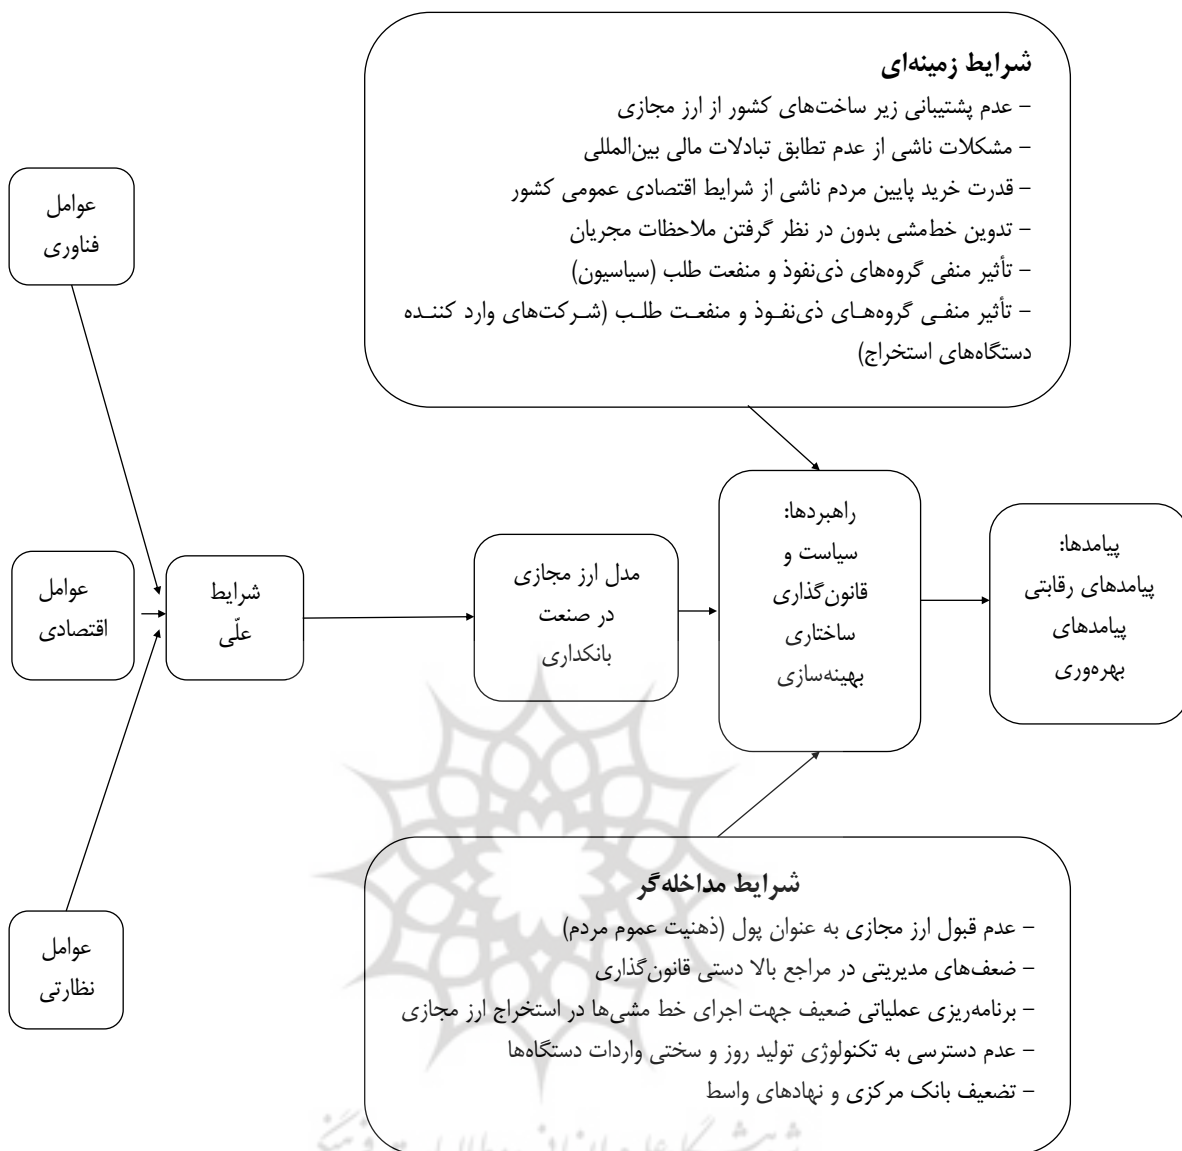 شرایط زمینه‌ای
- عدم پشتیبانی زیر ساخت‌های کشور از ارز مجازی
- مشکلات ناشی از عدم تطابق تبادلات مالی بین‌المللی
- قدرت خرید پایین مردم ناشی از شرایط اقتصادی عمومی کشور
- تدوین خط‌مشی بدون در نظر گرفتن ملاحظات مجریان
- تأثیر منفی گروه‌های ذی‌نفوذ و منفعت طلب (سیاسیون)
- تأثیر منفـی گروه‌هـای ذی‌نفـوذ و منفعـت طلـب (شـرکت‌های وارد کننـده
دستگاه‌های استخراج)
عوامل
فناوری
عوامل
اقتصادی
عوامل
نظارتی
شرایط
علّی
مدل ارز مجازی
در صنعت
بانکداری
راهبردها:
سیاست و
قانون‌گذاری
ساختاری
بهینه‌سازی
پیامدها:
پیامدهای رقابتی
پیامدهای
بهره‌وری
شرایط مداخله‌گر
- عدم قبول ارز مجازی به عنوان پول (ذهنیت عموم مردم)
- ضعف‌های مدیریتی در مراجع بالا دستی قانون‌گذاری
- برنامه‌ریزی عملیاتی ضعیف جهت اجرای خط مشی‌ها در استخراج ارز مجازی
- عدم دسترسی به تکنولوژی تولید روز و سختی واردات دستگاه‌ها
- تضعیف بانک مرکزی و نهادهای واسط